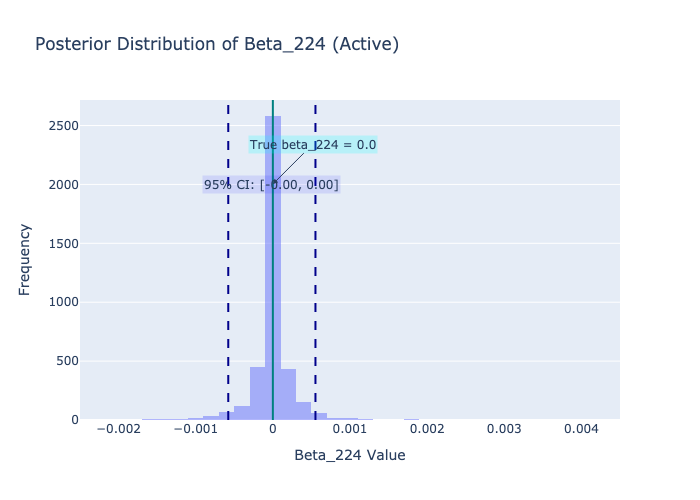 Posterior Distribution of Beta_224 (Active)
2500
True beta_224 = 0.0
2000
95% CI: [-0.00, 0.00]
1500
Frequency
1000
500
0
−0.002
−0.001
0
0.001
0.002
0.003
0.004
Beta_224 Value